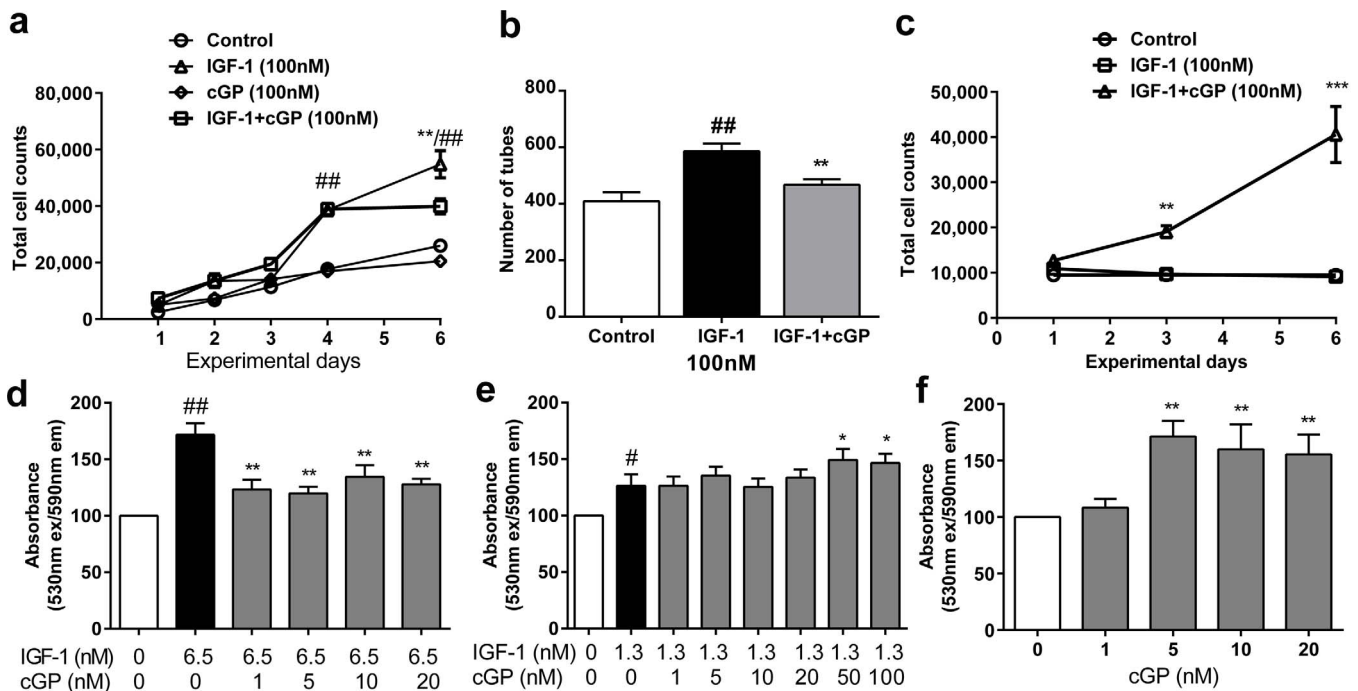 a
Control
IGF-1 (100nM)
cGP (100nM)
IGF-1+cGP (100nM)
Total cell counts
80,000
60,000
40,000
20,000
0
##
**/##
1 2 3 4 5 6
Experimental days
b
Number of tubes
800
600
400
200
0
##
**
Control IGF-1 IGF-1+cGP
100nM
c
Control
IGF-1 (100nM)
IGF-1+cGP (100nM)
Total cell counts
50,000
40,000
30,000
20,000
10,000
0
**
***
0 1 2 3 4 5 6
Experimental days
d
Absorbance
(530nm ex/590nm em)
200
150
100
50
0
##
** ** ** **
IGF-1 (nM) 0 6.5 6.5 6.5 6.5 6.5
cGP (nM) 0 0 1 5 10 20
e
Absorbance
(530nm ex/590nm em)
200
150
100
50
0
#
* *
IGF-1 (nM) 0 1.3 1.3 1.3 1.3 1.3 1.3 1.3
cGP (nM) 0 0 1 5 10 20 50 100
f
Absorbance
(530nm ex/590nm em)
200
150
100
50
0
** ** **
0 1 5 10 20
cGP (nM)